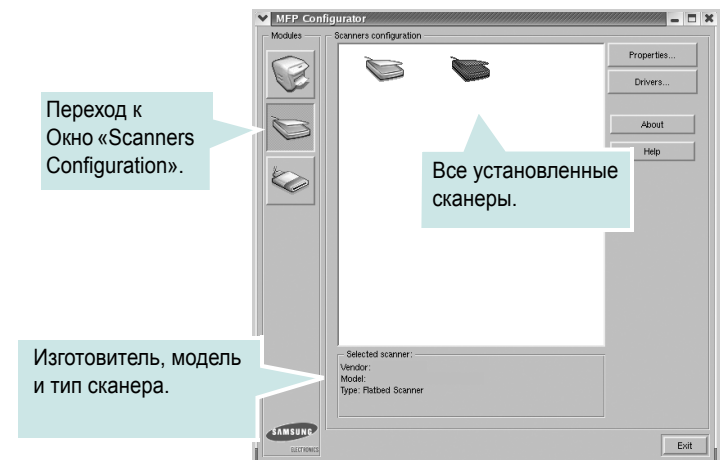 MFP Configurator
Modules
Scanners configuration
Properties...
Drivers...
About
Help
Переход к
Окно «Scanners
Configuration».
Все установленные
сканеры.
Изготовитель, модель
и тип сканера.
Selected scanner:
Vendor:
Model:
Type: Flatbed Scanner
SAMSUNG
ELECTRONICS
Exit